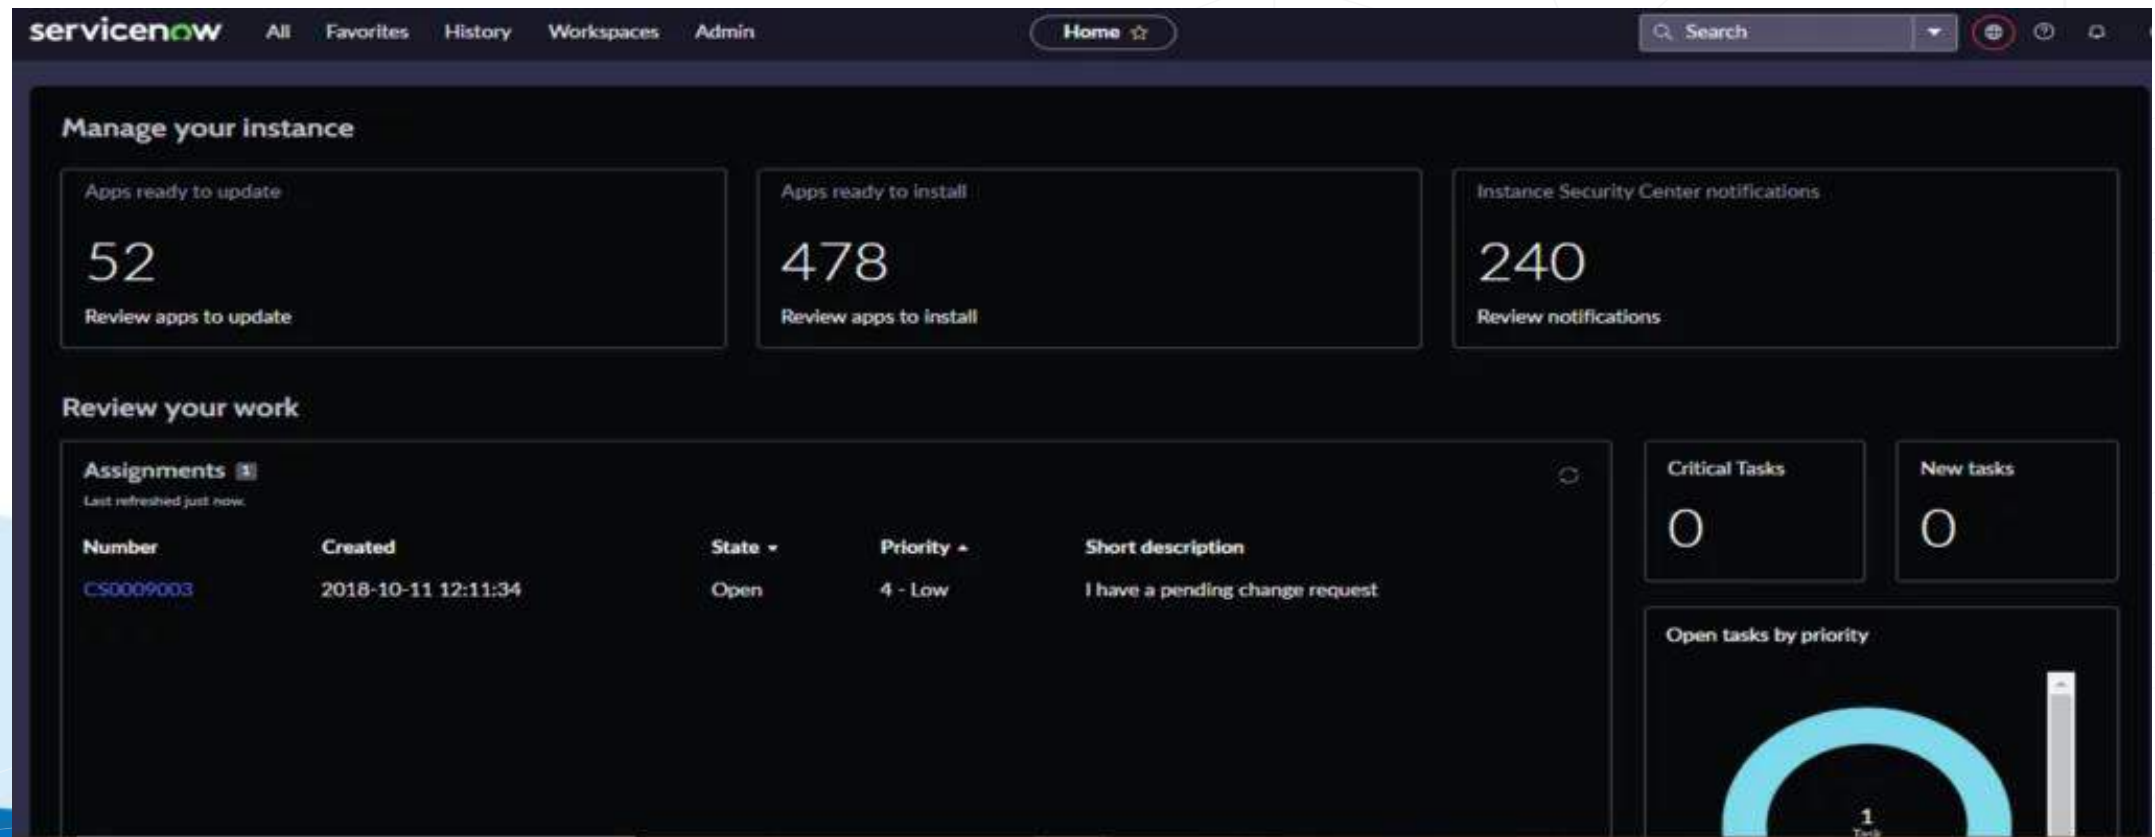 servicenow All Favorites History Workspaces Admin Home Search
Manage your instance
Apps ready to update
52
Review apps to update
Apps ready to install
478
Review apps to install
Instance Security Center notifications
240
Review notifications
Review your work
Assignments 1
Last refreshed just now.
Number Created State Priority Short description
CS0009003 2018-10-11 12:11:34 Open 4 - Low I have a pending change request
Critical Tasks
0
New tasks
0
Open tasks by priority
1
Task